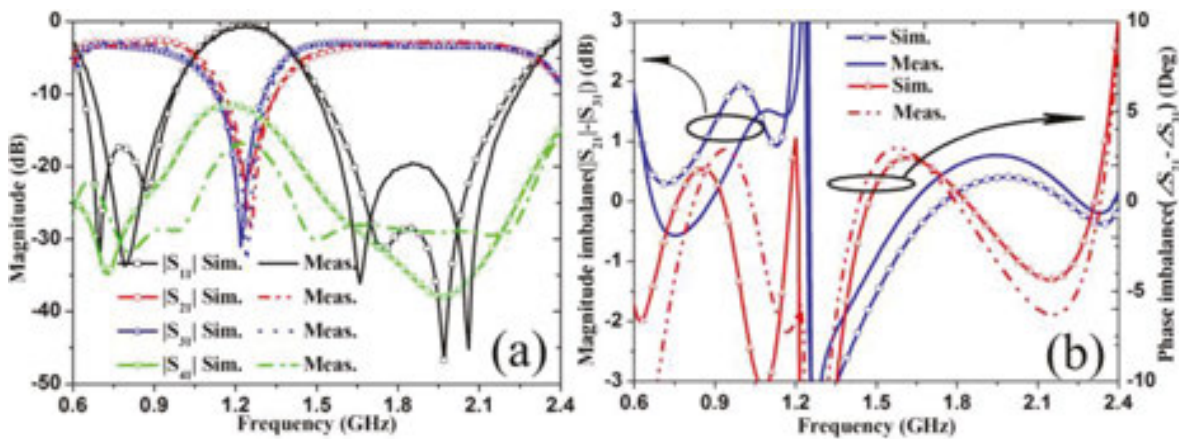 0
-10
-20
-30
-40
-50
Magnitude (dB)
|S11| Sim. Meas.
|S21| Sim. Meas.
|S31| Sim. Meas.
|S41| Sim. Meas.
(a)
0.6 0.9 1.2 1.5 1.8 2.1 2.4
Frequency (GHz)
3
2
1
0
-1
-2
-3
Magnitude imbalane(|S21|-|S31|) (dB)
Sim.
Meas.
Sim.
Meas.
(b)
0.6 0.9 1.2 1.5 1.8 2.1 2.4
Frequency (GHz)
10
5
0
-5
-10
Phase imbalance(∠S21-∠S31) (Deg)